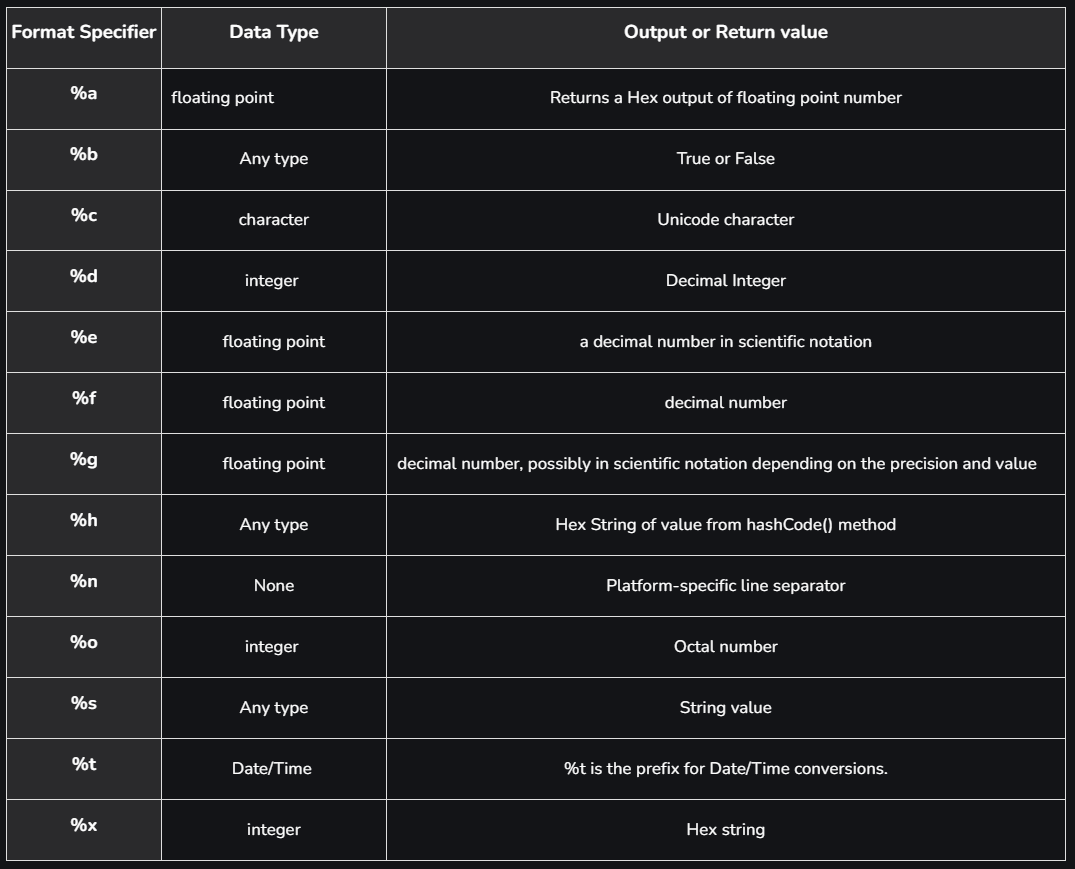 Format Specifier Data Type Output or Return value
%a floating point Returns a Hex output of floating point number
%b Any type True or False
%c character Unicode character
%d integer Decimal Integer
%e floating point a decimal number in scientific notation
%f floating point decimal number
%g floating point decimal number, possibly in scientific notation depending on the precision and value
%h Any type Hex String of value from hashCode() method
%n None Platform-specific line separator
%o integer Octal number
%s Any type String value
%t Date/Time %t is the prefix for Date/Time conversions.
%x integer Hex string